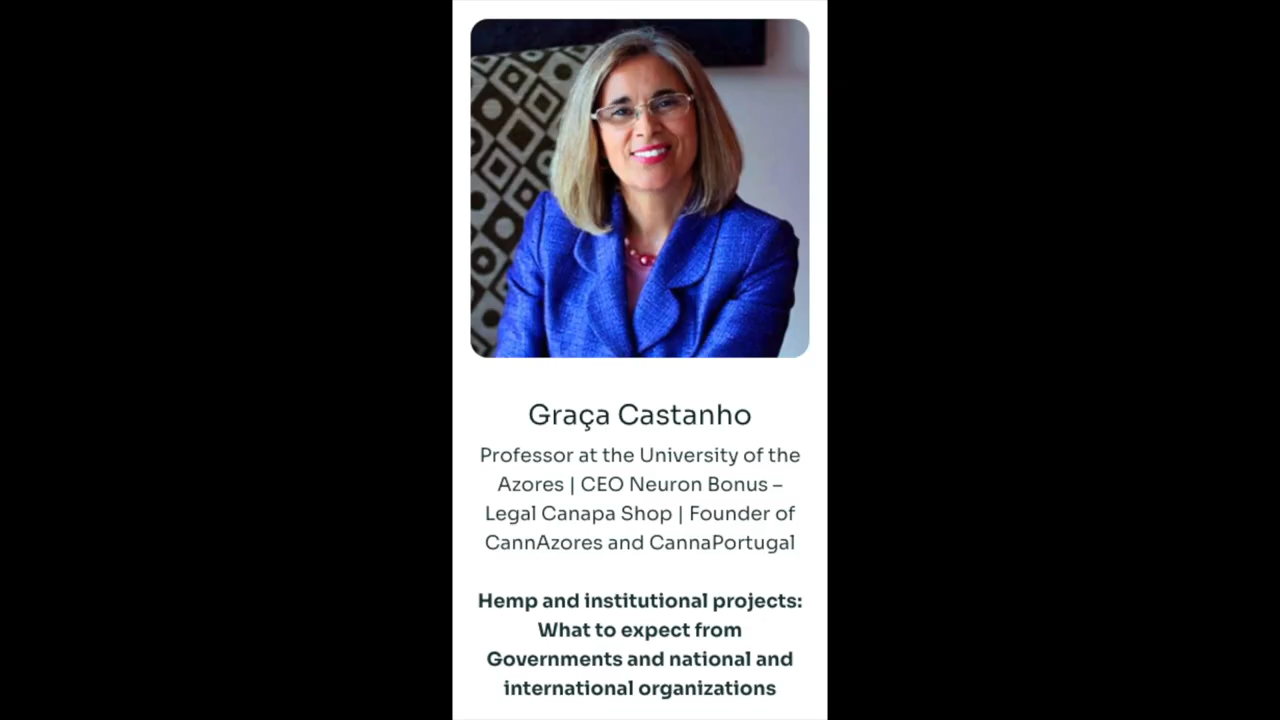 Graça Castanho
Professor at the University of the
Azores | CEO Neuron Bonus –
Legal Canapa Shop | Founder of
CannAzores and CannaPortugal
Hemp and institutional projects:
What to expect from
Governments and national and
international organizations